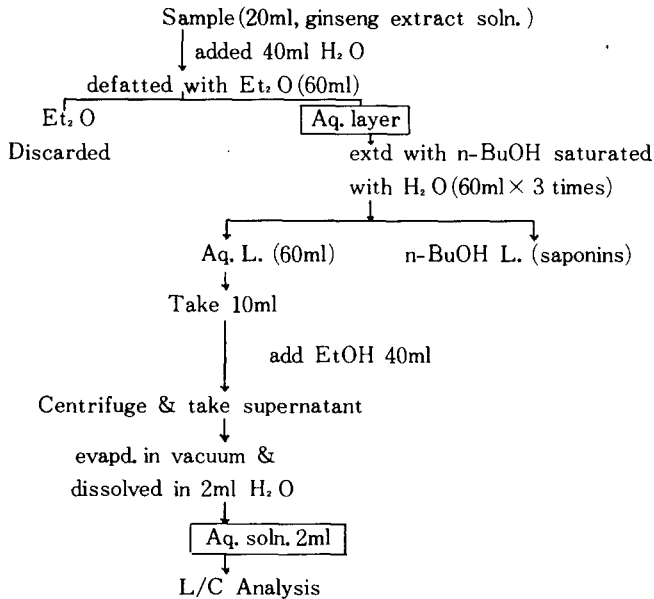 Sample(20ml, ginseng extract soln.)
added 40ml H₂O
defatted with Et₂O(60ml)
Et₂O
Aq. layer
Discarded
extd with n-BuOH saturated
with H₂O(60ml× 3 times)
Aq. L. (60ml)
n-BuOH L. (saponins)
Take 10ml
add EtOH 40ml
Centrifuge & take supernatant
evapd. in vacuum &
dissolved in 2ml H₂O
Aq. soln. 2ml
L/C Analysis